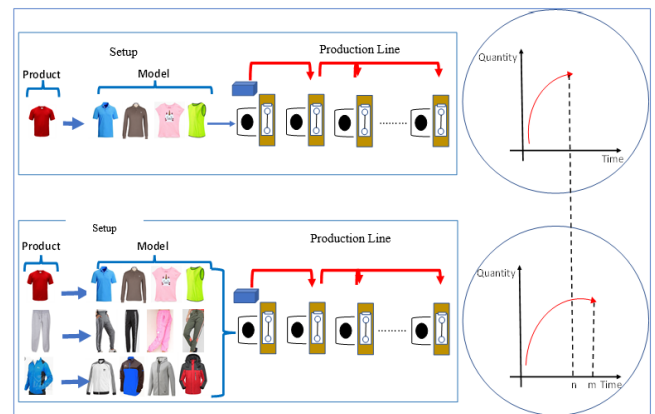 Setup
Production Line
Product
Model
Quantity
Time
Setup
Production Line
Product
Model
Quantity
n m Time